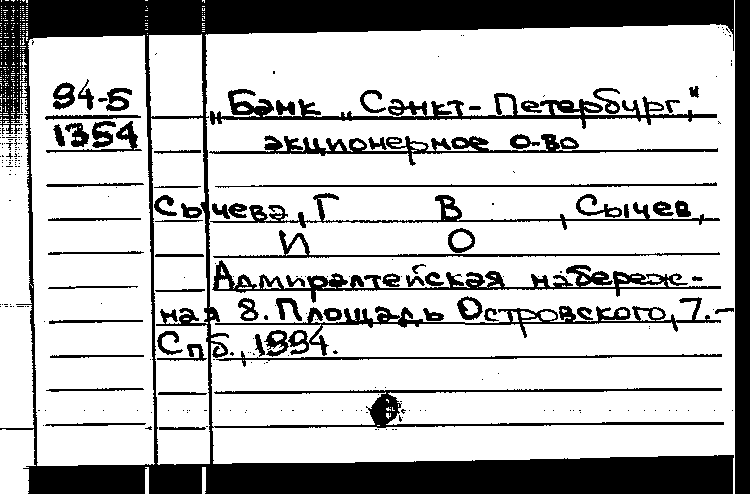 94-5
1354
„Банк „Санкт-Петербург,"
акционерное о-во
Сычева, Г В , Сычев,
И О
Адмиралтейская набереж-
ная 8. Площадь Островского, 7.-
Спб., 1994.